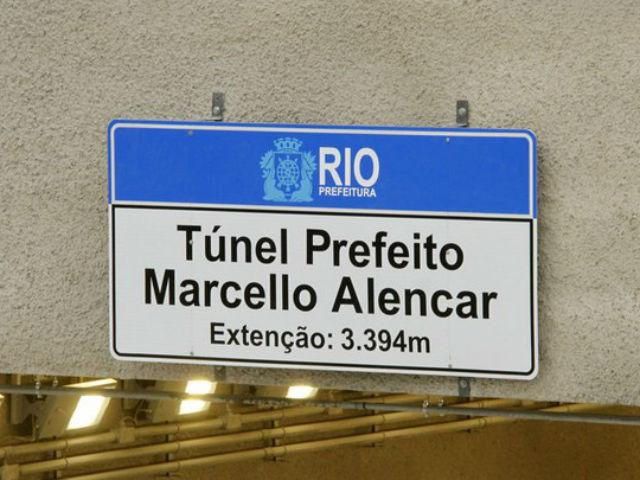 RIO
PREFEITURA
Túnel Prefeito
Marcello Alencar
Extenção: 3.394m